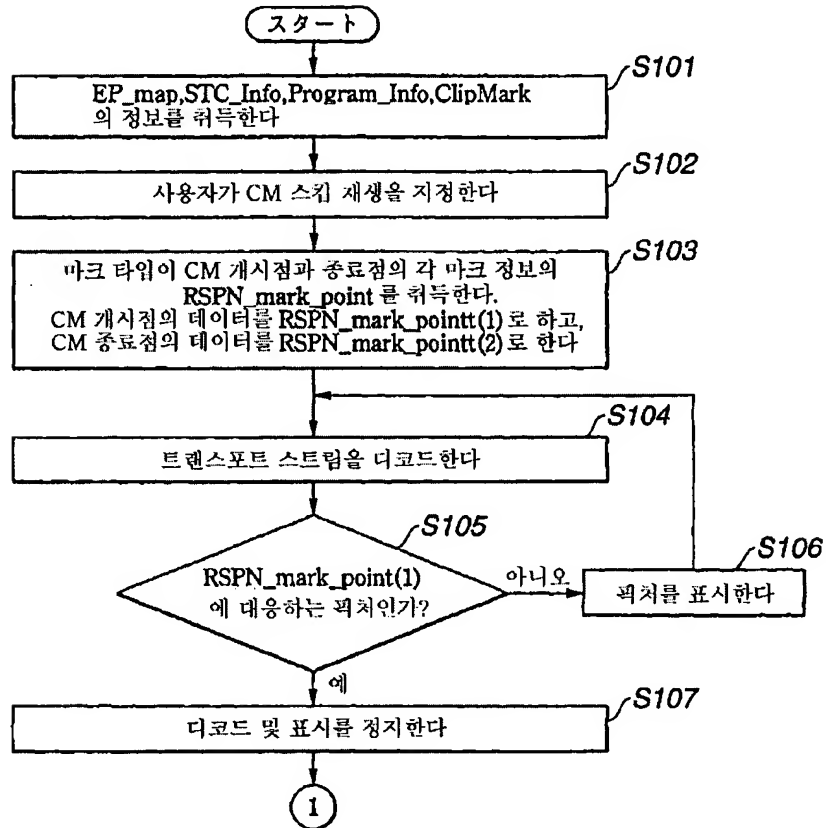 スタート
S101
EP_map,STC_Info,Program_Info,ClipMark
의 정보를 취득한다
S102
사용자가 CM 스킵 재생을 지정한다
S103
마크 타입이 CM 개시점과 종료점의 각 마크 정보의
RSPN_mark_point 를 취득한다.
CM 개시점의 데이터를 RSPN_mark_pointt(1) 로 하고,
CM 종료점의 데이터를 RSPN_mark_pointt(2) 로 한다
S104
트랜스포트 스트림을 디코드한다
S105
RSPN_mark_point(1)
에 대응하는 픽처인가?
아니오
S106
픽처를 표시한다
예
S107
디코드 및 표시를 정지한다
1